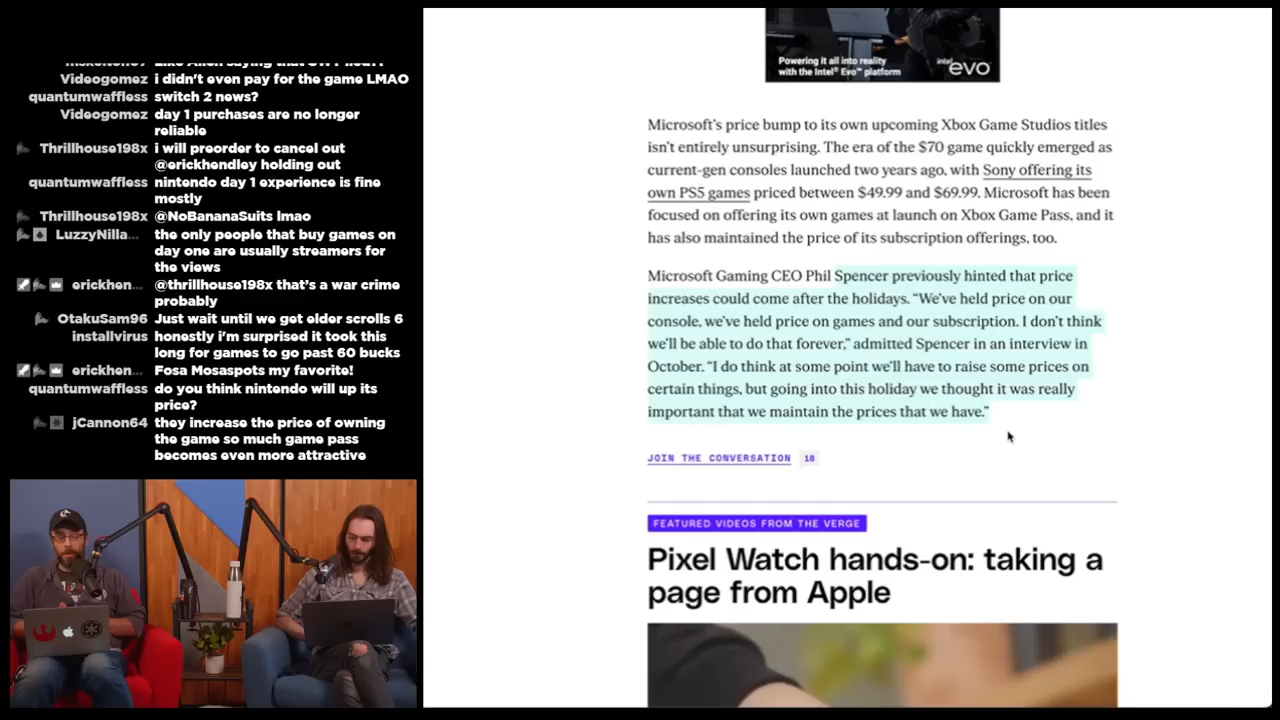 Videogomez i didn't even pay for the game LMAO
quantumwaffless switch 2 news?
Videogomez day 1 purchases are no longer
reliable
Thrillhouse198x i will preorder to cancel out
@erickhendley holding out
quantumwaffless nintendo day 1 experience is fine
mostly
Thrillhouse198x @NoBananaSuits lmao
LuzzyNilla... the only people that buy games on
day one are usually streamers for
the views
erickhen... @thrillhouse198x that's a war crime
probably
OtakuSam96 Just wait until we get elder scrolls 6
installvirus honestly i'm surprised it took this
long for games to go past 60 bucks
erickhen... Fosa Mosaspots my favorite!
quantumwaffless do you think nintendo will up its
price?
jCannon64 they increase the price of owning
the game so much game pass
becomes even more attractive
Powering it all into reality
with the Intel® Evo™ platform
intel
evo
Microsoft's price bump to its own upcoming Xbox Game Studios titles
isn't entirely unsurprising. The era of the $70 game quickly emerged as
current-gen consoles launched two years ago, with Sony offering its
own PS5 games priced between $49.99 and $69.99. Microsoft has been
focused on offering its own games at launch on Xbox Game Pass, and it
has also maintained the price of its subscription offerings, too.
Microsoft Gaming CEO Phil Spencer previously hinted that price
increases could come after the holidays. “We've held price on our
console, we've held price on games and our subscription. I don't think
we'll be able to do that forever,” admitted Spencer in an interview in
October. “I do think at some point we'll have to raise some prices on
certain things, but going into this holiday we thought it was really
important that we maintain the prices that we have.”
JOIN THE CONVERSATION 18
FEATURED VIDEOS FROM THE VERGE
Pixel Watch hands-on: taking a
page from Apple